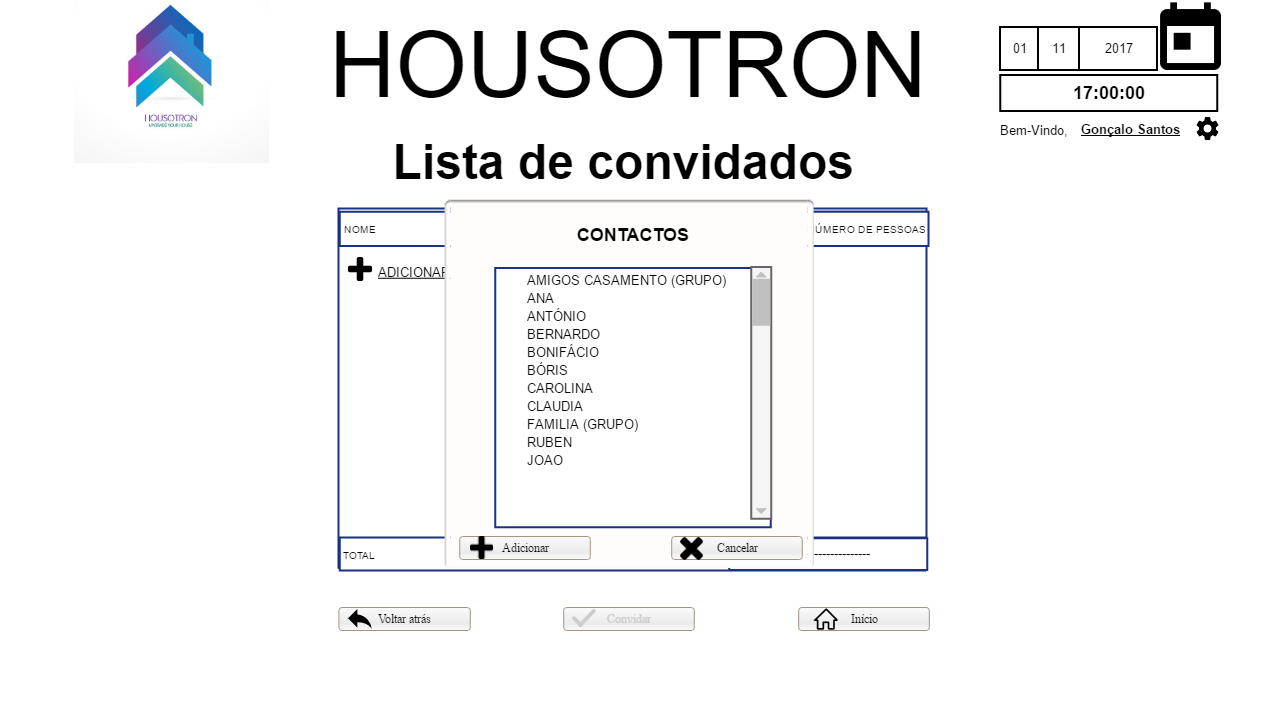 HOUSOTRON
UPGRADE YOUR HOUSE
HOUSOTRON
01 11 2017
17:00:00
Bem-Vindo, Gonçalo Santos
Lista de convidados
NOME
ÚMERO DE PESSOAS
ADICIONAR
CONTACTOS
AMIGOS CASAMENTO (GRUPO)
ANA
ANTÓNIO
BERNARDO
BONIFÁCIO
BÓRIS
CAROLINA
CLAUDIA
FAMILIA (GRUPO)
RUBEN
JOAO
Adicionar
Cancelar
TOTAL
--------------
Voltar atrás
Convidar
Início